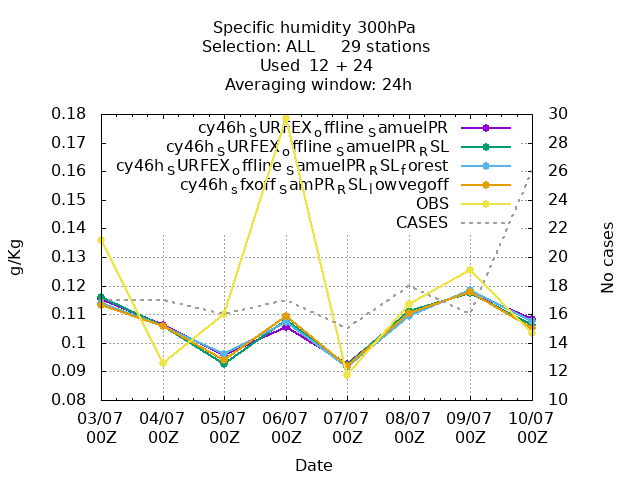 Specific humidity 300hPa
Selection: ALL 29 stations
Used 12 + 24
Averaging window: 24h
0.18
0.17
0.16
0.15
0.14
0.13
0.12
0.11
0.1
0.09
0.08
g/Kg
cy46h_SURFEX_offline_SamuelPR
cy46h_SURFEX_offline_SamuelPR_RSL
cy46h_SURFEX_offline_SamuelPR_RSL_forest
cy46h_sfxoff_SamPR_RSL_lowvegoff
OBS
CASES
30
28
26
24
22
20
18
16
14
12
10
No cases
03/07 04/07 05/07 06/07 07/07 08/07 09/07 10/07
00Z 00Z 00Z 00Z 00Z 00Z 00Z 00Z
Date